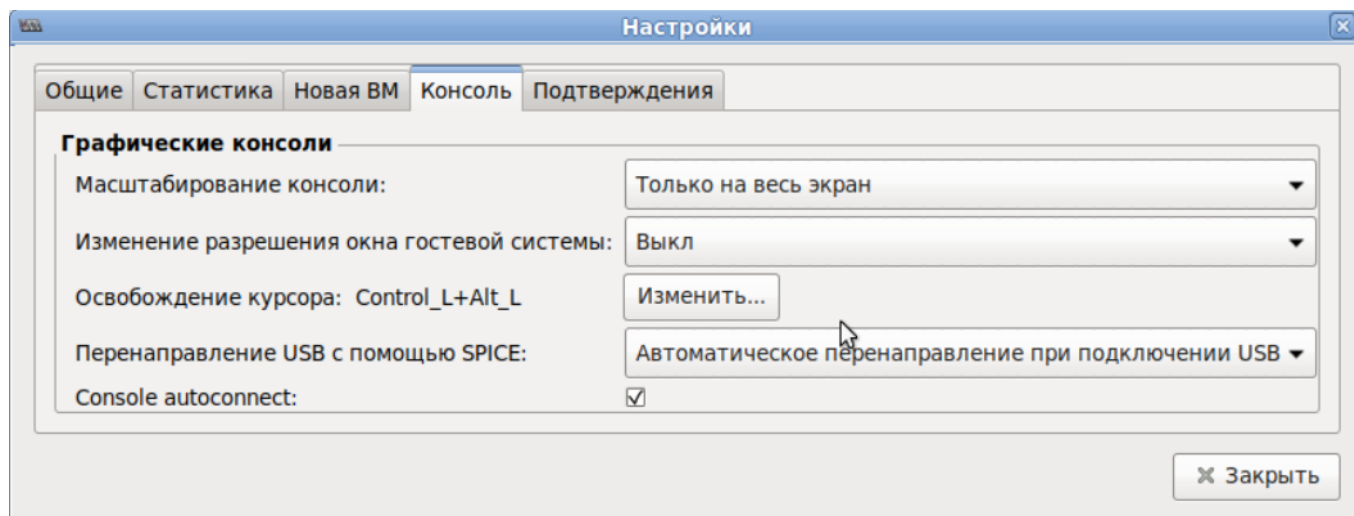 Настройки
Общие Статистика Новая ВМ Консоль Подтверждения
Графические консоли
Масштабирование консоли: Только на весь экран
Изменение разрешения окна гостевой системы: Выкл
Освобождение курсора: Control_L+Alt_L Изменить...
Перенаправление USB с помощью SPICE: Автоматическое перенаправление при подключении USB
Console autoconnect:
Закрыть